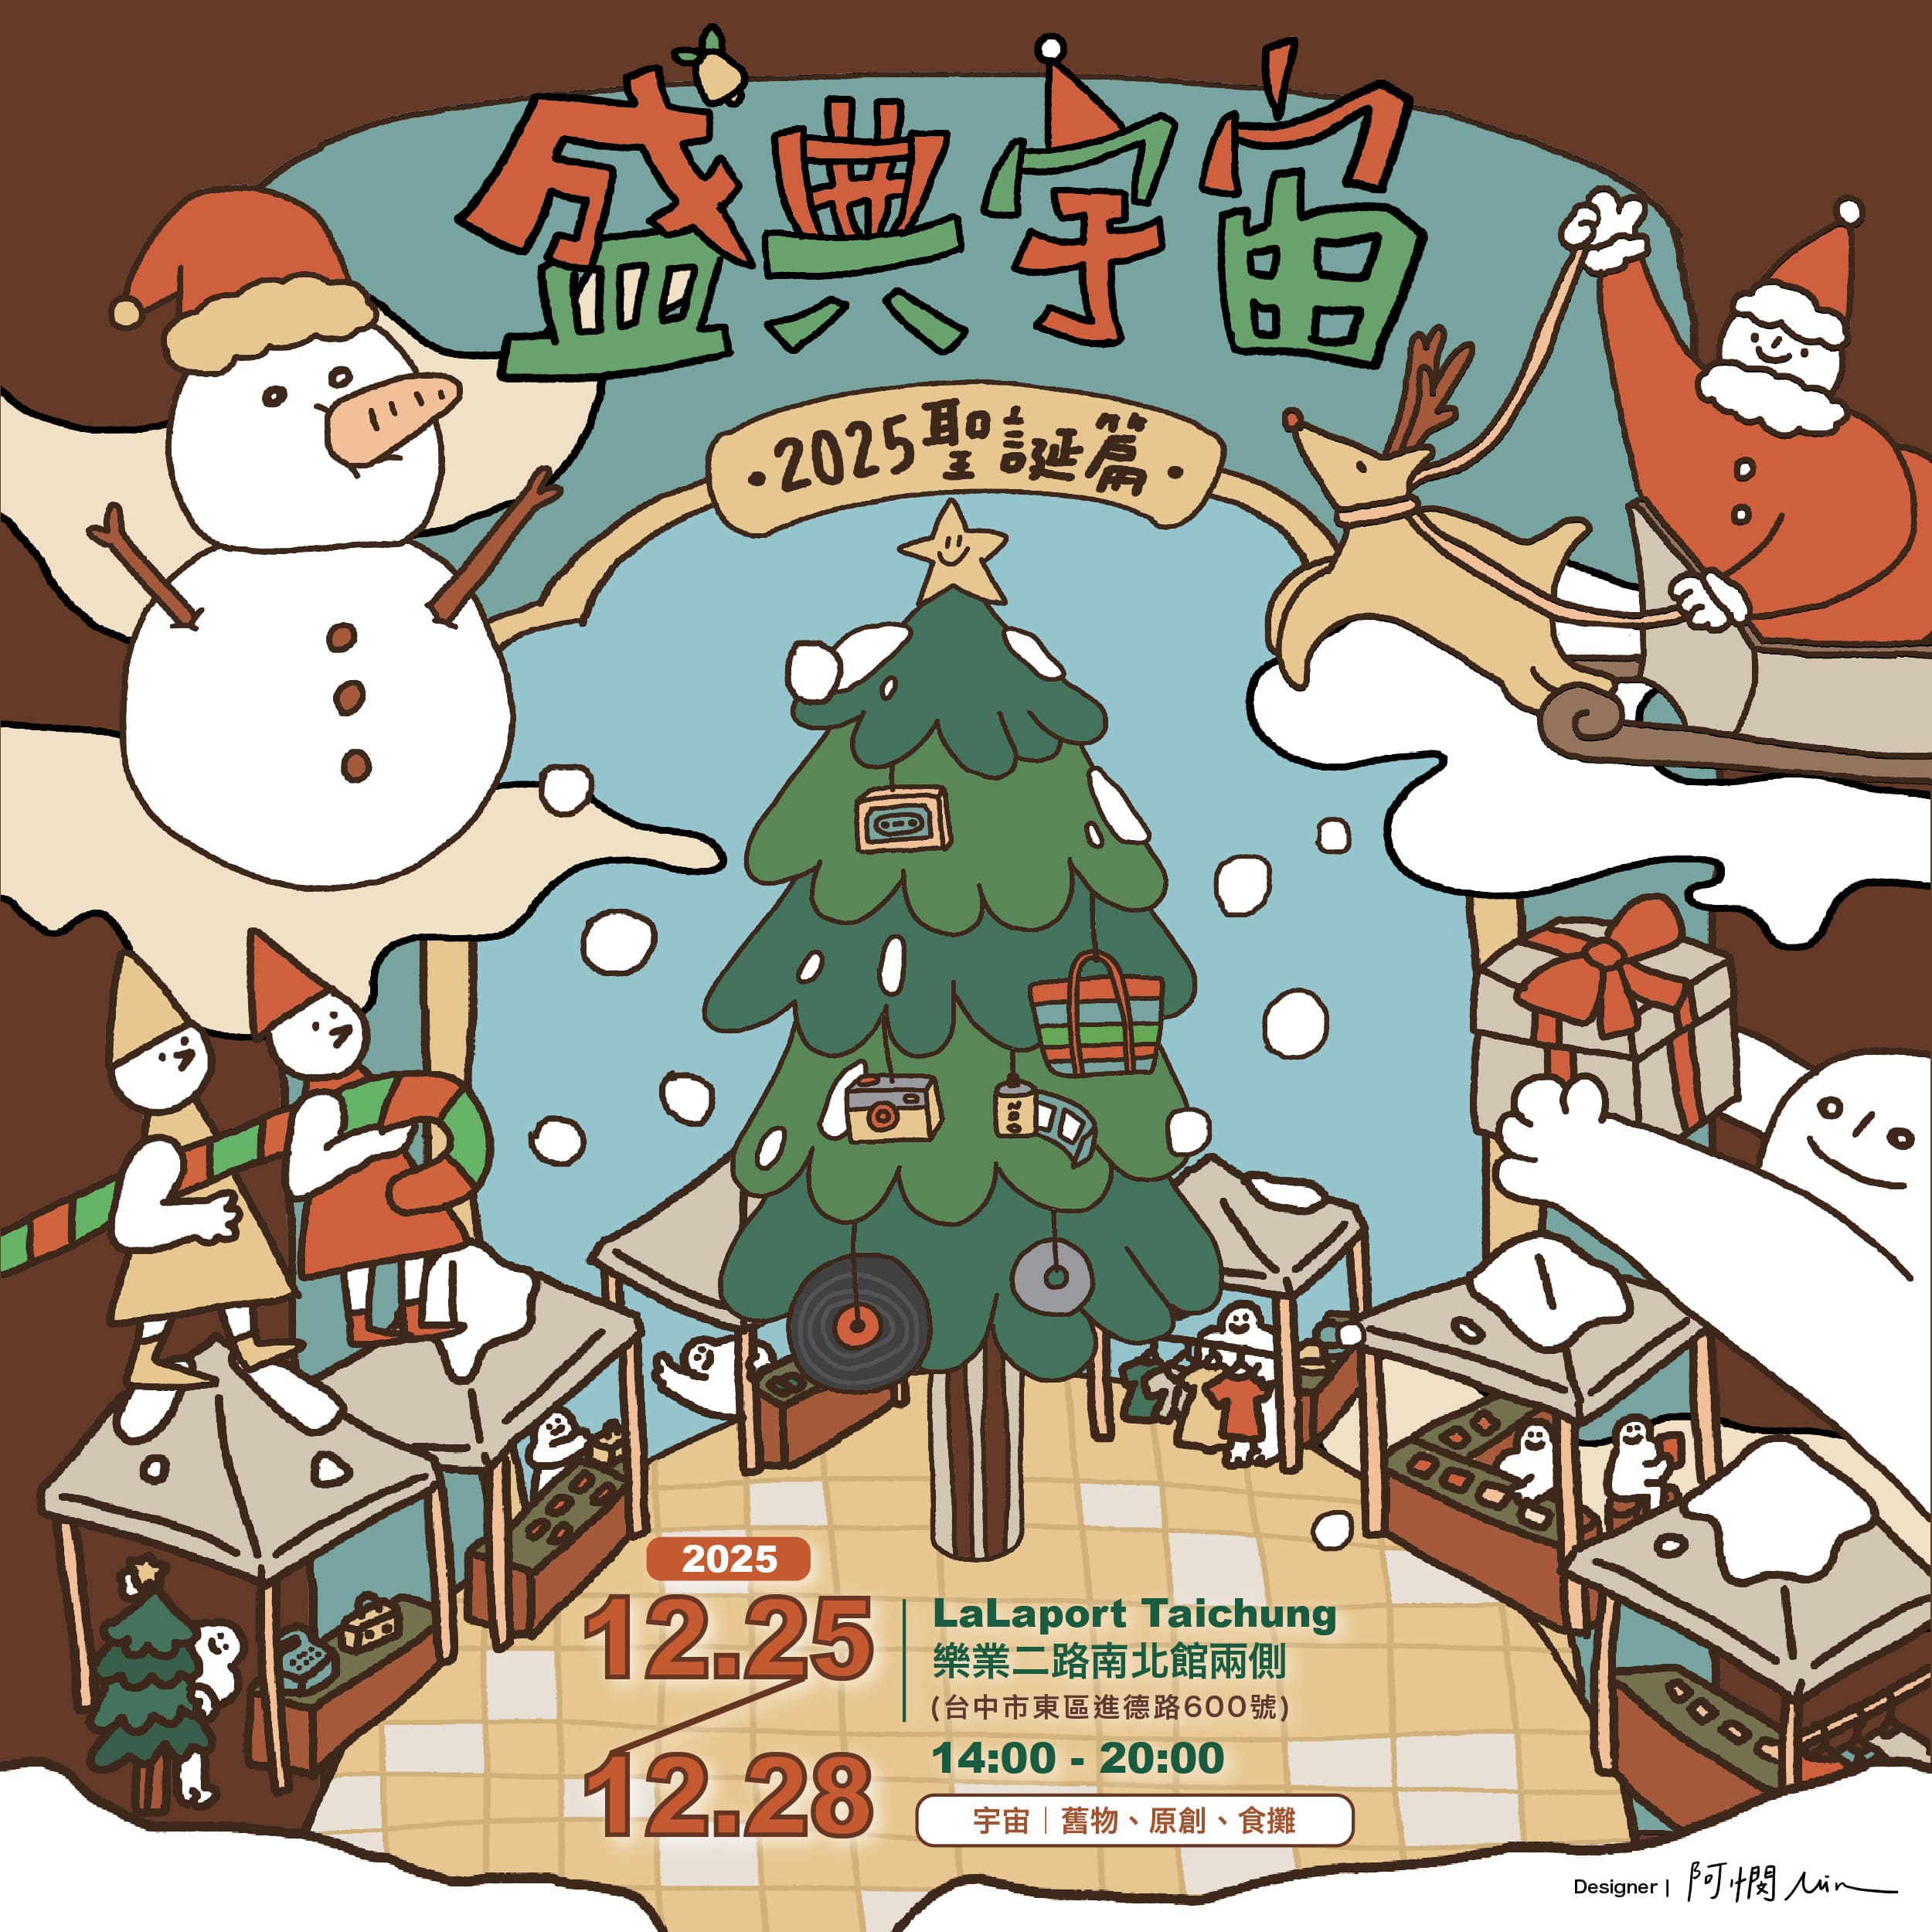 盛典宇宙
•2025聖誕篇•
2025
12.25
12.28
LaLaport Taichung
樂業二路南北館兩側
(台中市東區進德路600號)
14:00 - 20:00
宇宙｜舊物、原創、食攤
Designer | 阿憫 Min